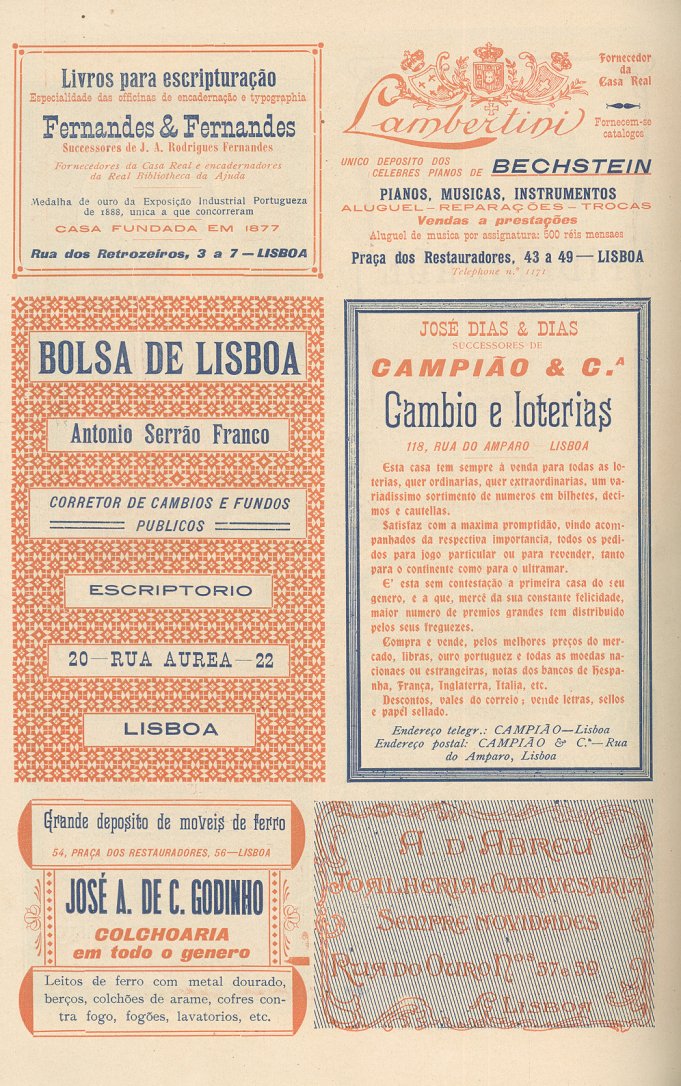 Livros para escripturação
Especialidade das officinas de encadernação e typographia
Fernandes & Fernandes
Successores de J. A. Rodrigues Fernandes
Fornecedores da Casa Real e encadernadores
da Real Bibliotheca da Ajuda
Medalha de ouro da Exposição Industrial Portugueza
de 1888, unica a que concorreram
CASA FUNDADA EM 1877
Rua dos Retrozeiros, 3 a 7 — LISBOA
Fornecedor
da
Casa Real
Lambertini
Fornecem-se
catalogos
UNICO DEPOSITO DOS
CELEBRES PIANOS DE BECHSTEIN
PIANOS, MUSICAS, INSTRUMENTOS
ALUGUEL—REPARAÇÕES—TROCAS
Vendas a prestações
Aluguel de musica por assignatura: 500 réis mensaes
Praça dos Restauradores, 43 a 49 — LISBOA
Telephone n.º 1171
BOLSA DE LISBOA
Antonio Serrão Franco
CORRETOR DE CAMBIOS E FUNDOS
PUBLICOS
ESCRIPTORIO
20—RUA AUREA—22
LISBOA
JOSÉ DIAS & DIAS
SUCCESSORES DE
CAMPIÃO & C.ᴬ
Cambio e loterias
118, RUA DO AMPARO LISBOA
Esta casa tem sempre á venda para todas as lo-
terias, quer ordinarias, quer extraordinarias, um va-
riadissimo sortimento de numeros em bilhetes, deci-
mos e cautellas.
Satisfaz com a maxima promptidão, vindo acom-
panhados da respectiva importancia, todos os pedi-
dos para jogo particular ou para revender, tanto
para o continente como para o ultramar.
E' esta sem contestação a primeira casa do seu
genero, e a que, mercê da sua constante felicidade,
maior numero de premios grandes tem distribuido
pelos seus freguezes.
Compra e vende, pelos melhores preços do mer-
cado, libras, ouro portuguez e todas as moedas na-
cionaes ou estrangeiras, notas dos bancos de Hespa-
nha, França, Inglaterra, Italia, etc.
Descontos, vales do correio; vende letras, sellos
e papel sellado.
Endereço telegr.: CAMPIÃO—Lisboa
Endereço postal: CAMPIÃO & C.ª—Rua
do Amparo, Lisboa
Grande deposito de moveis de ferro
54, PRAÇA DOS RESTAURADORES, 56—LISBOA
JOSÉ A. DE C. GODINHO
COLCHOARIA
em todo o genero
Leitos de ferro com metal dourado,
berços, colchões de arame, cofres con-
tra fogo, fogões, lavatorios, etc.
A D'ABREU
JOALHERIA e OURIVESARIA
SEMPRE NOVIDADES
RUA DO OURO Nos 57 e 59
LISBOA